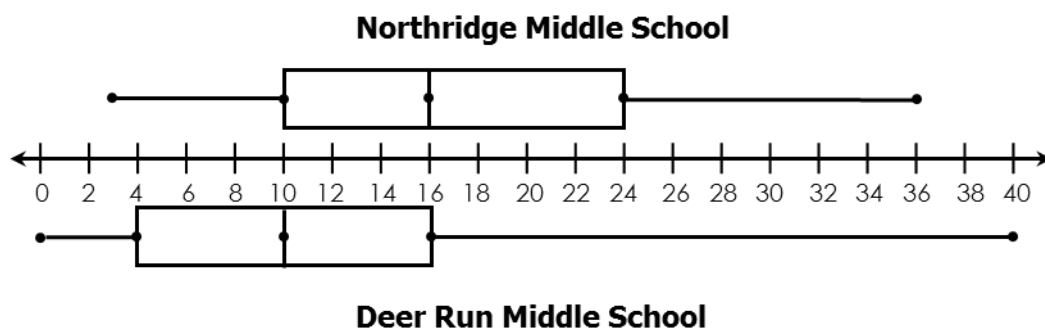 Northridge Middle School
0 2 4 6 8 10 12 14 16 18 20 22 24 26 28 30 32 34 36 38 40
Deer Run Middle School